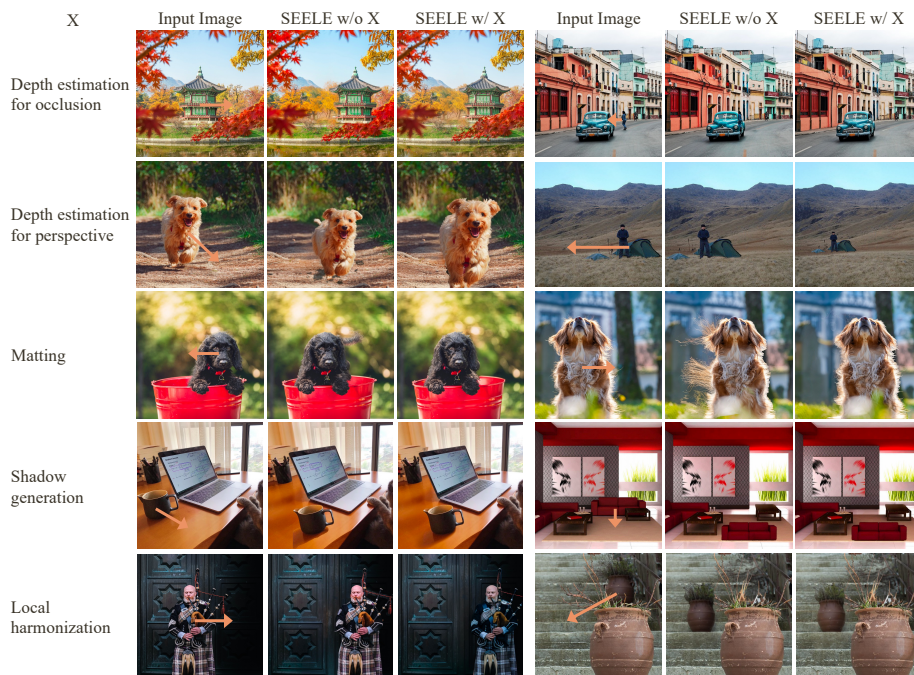 X
Input Image
SEELE w/o X
SEELE w/ X
Input Image
SEELE w/o X
SEELE w/ X
Depth estimation
for occlusion
Depth estimation
for perspective
Matting
Shadow
generation
Local
harmonization